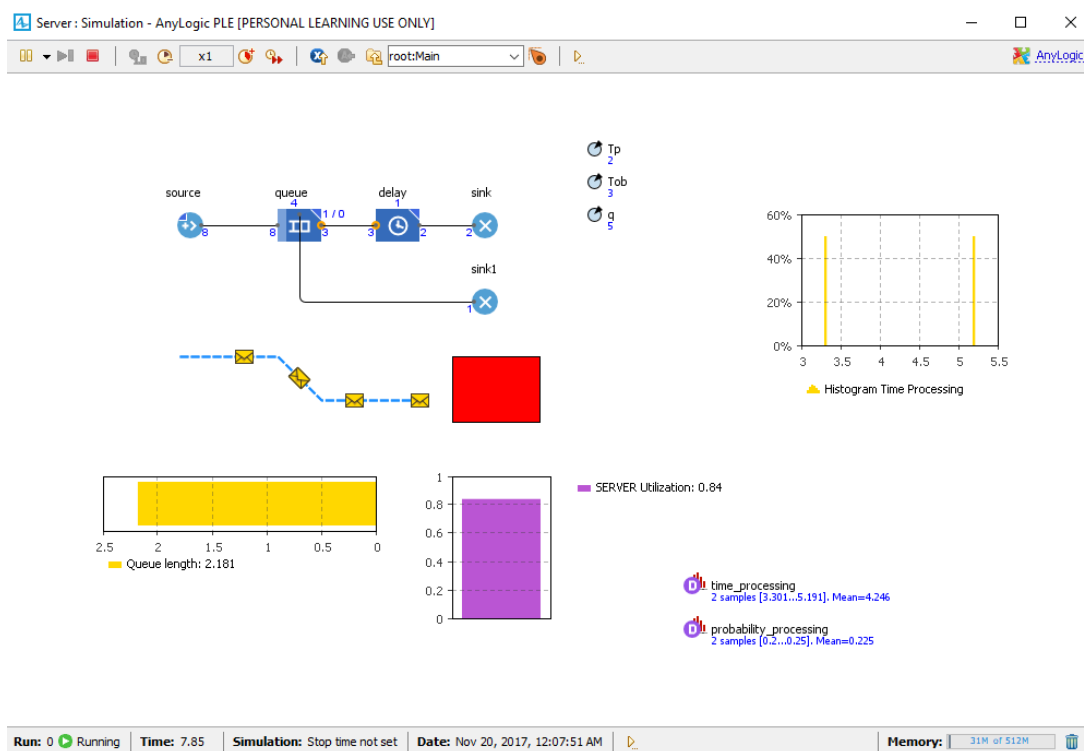 Server : Simulation - AnyLogic PLE [PERSONAL LEARNING USE ONLY]
x1
root:Main
AnyLogic
Tp
2
Tob
3
q
5
source
queue
delay
sink
4
1
1 / 0
8
8
3
3
2
2
sink1
1
60%
40%
20%
0%
3
3.5
4
4.5
5
5.5
Histogram Time Processing
2.5
2
1.5
1
0.5
0
Queue length: 2.181
1
0.8
0.6
0.4
0.2
0
SERVER Utilization: 0.84
time_processing
2 samples [3.301...5.191]. Mean=4.246
probability_processing
2 samples [0.2...0.25]. Mean=0.225
Run: 0 Running Time: 7.85 Simulation: Stop time not set Date: Nov 20, 2017, 12:07:51 AM Memory: 31M of 512M